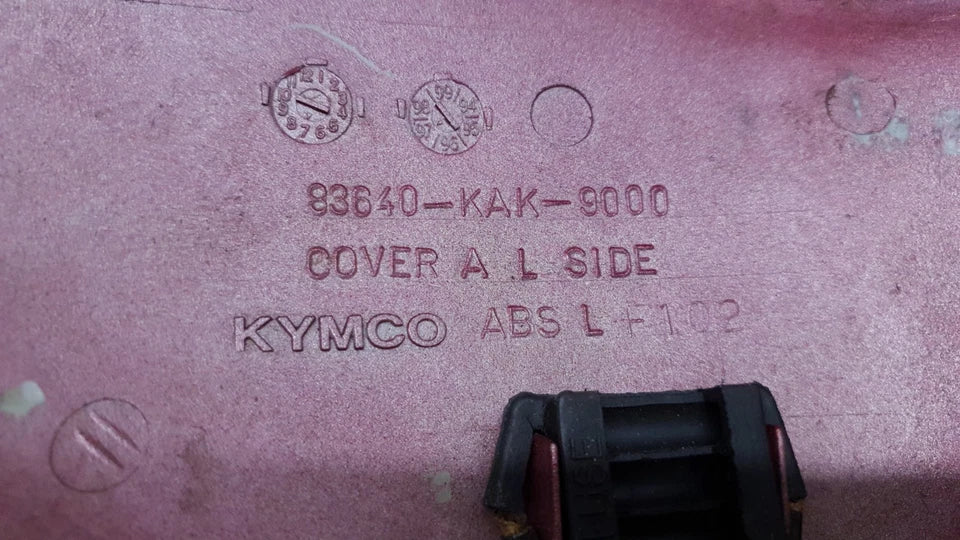 83640-KAK-9000
COVER A L SIDE
KYMCO ABS L F102